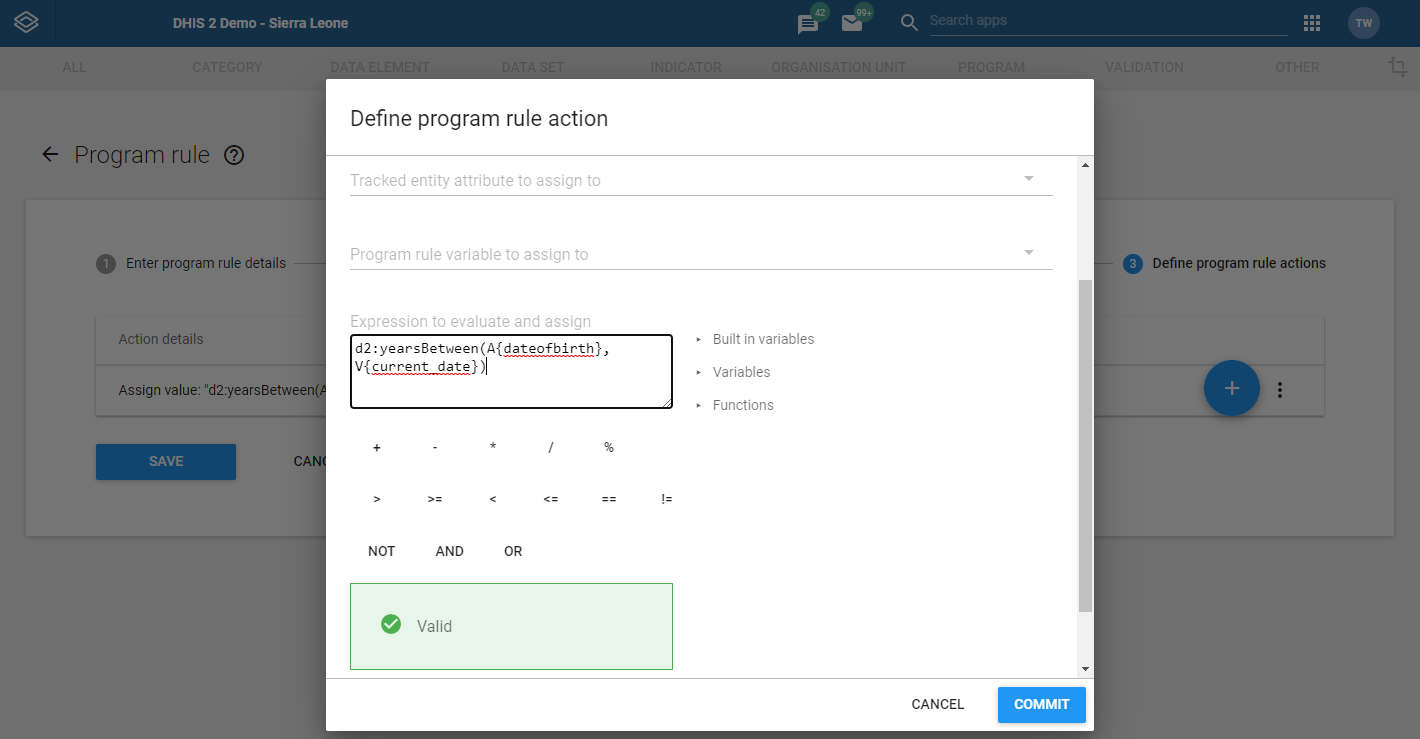 DHIS 2 Demo - Sierra Leone
42
99+
Search apps
TW
ALL
CATEGORY
DATA ELEMENT
DATA SET
INDICATOR
ORGANISATION UNIT
PROGRAM
VALIDATION
OTHER
Program rule
1 Enter program rule details
3 Define program rule actions
Action details
Assign value: "d2:yearsBetween(A
SAVE
CANC
Define program rule action
Tracked entity attribute to assign to
Program rule variable to assign to
Expression to evaluate and assign
d2:yearsBetween(A{dateofbirth},
V{current_date})
Built in variables
Variables
Functions
+ - * / %
> >= < <= == !=
NOT AND OR
Valid
CANCEL
COMMIT